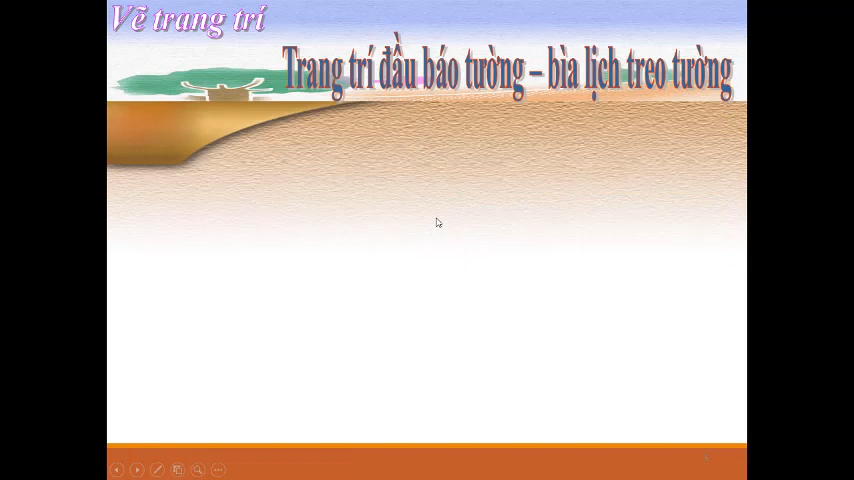 Vẽ trang trí
Trang trí đầu báo tường – bìa lịch treo tường